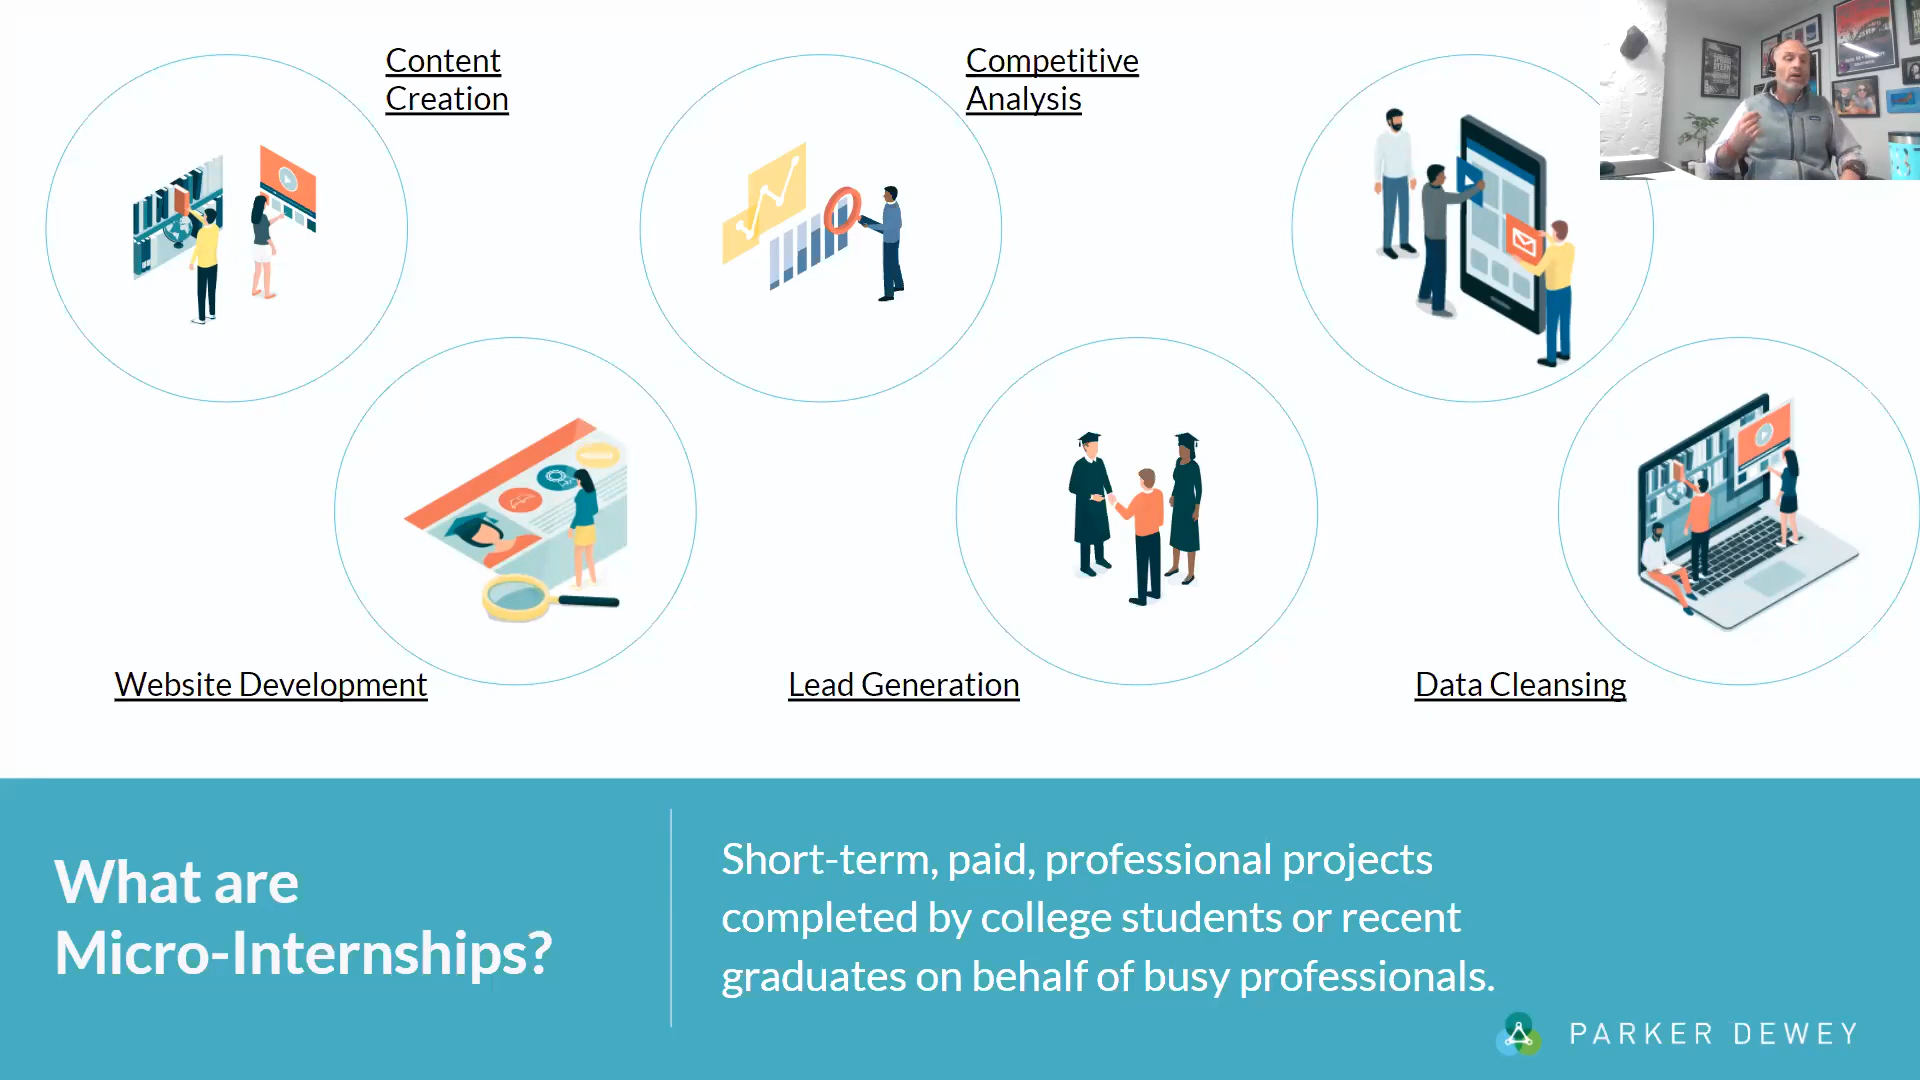 Content
Creation
Competitive
Analysis
Website Development
Lead Generation
Data Cleansing
What are
Micro-Internships?
Short-term, paid, professional projects
completed by college students or recent
graduates on behalf of busy professionals.
PARKER DEWEY